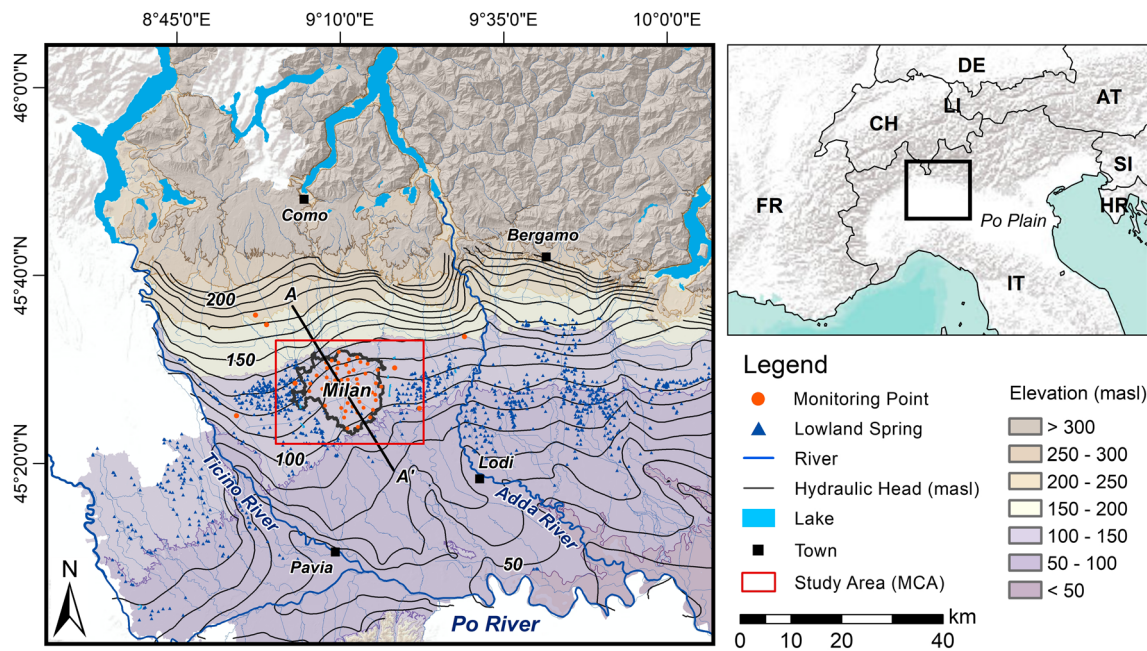 8°45'0"E 9°10'0"E 9°35'0"E 10°0'0"E
46°0'0"N
45°40'0"N
45°20'0"N
Como
Bergamo
200
A
150
Milan
100
A'
Lodi
Ticino River
Adda River
Pavia
50
Po River
N
DE
LI
AT
CH
SI
HR
FR
Po Plain
IT
Legend
Monitoring Point
Lowland Spring
River
Hydraulic Head (masl)
Lake
Town
Study Area (MCA)
Elevation (masl)
> 300
250 - 300
200 - 250
150 - 200
100 - 150
50 - 100
< 50
km
0 10 20 40